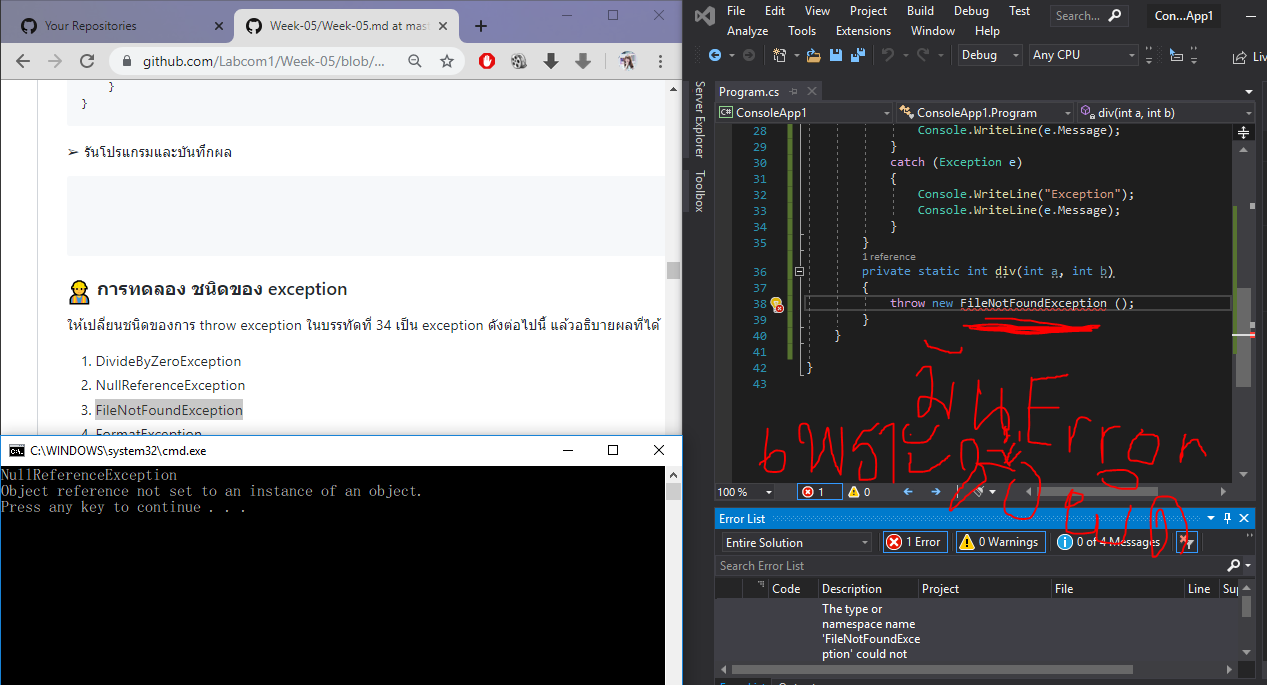 Your Repositories
Week-05/Week-05.md at mast
github.com/Labcom1/Week-05/blob/...
}
}
➢ รันโปรแกรมและบันทึกผล
การทดลอง ชนิดของ exception
ให้เปลี่ยนชนิดของการ throw exception ในบรรทัดที่ 34 เป็น exception ดังต่อไปนี้ แล้วอธิบายผลที่ได้
1. DivideByZeroException
2. NullReferenceException
3. FileNotFoundException
4. FormatException
C:\WINDOWS\system32\cmd.exe
NullReferenceException
Object reference not set to an instance of an object.
Press any key to continue . . .
File Edit View Project Build Debug Test
Search...
Con...App1
Analyze Tools Extensions Window Help
Debug
Any CPU
Liv
Server Explorer
Toolbox
Program.cs
ConsoleApp1
ConsoleApp1.Program
div(int a, int b)
28 Console.WriteLine(e.Message);
29 }
30 catch (Exception e)
31 {
32 Console.WriteLine("Exception");
33 Console.WriteLine(e.Message);
34 }
35 }
1 reference
36 private static int div(int a, int b)
37 {
38 throw new FileNotFoundException ();
39 }
40 }
41
42 }
43
มันError
เพราะ
100 %
1
0
Error List
Entire Solution
1 Error
0 Warnings
0 of 4 Messages
Search Error List
Code Description Project File Line Sup
The type or
namespace name
'FileNotFoundExce
ption' could not